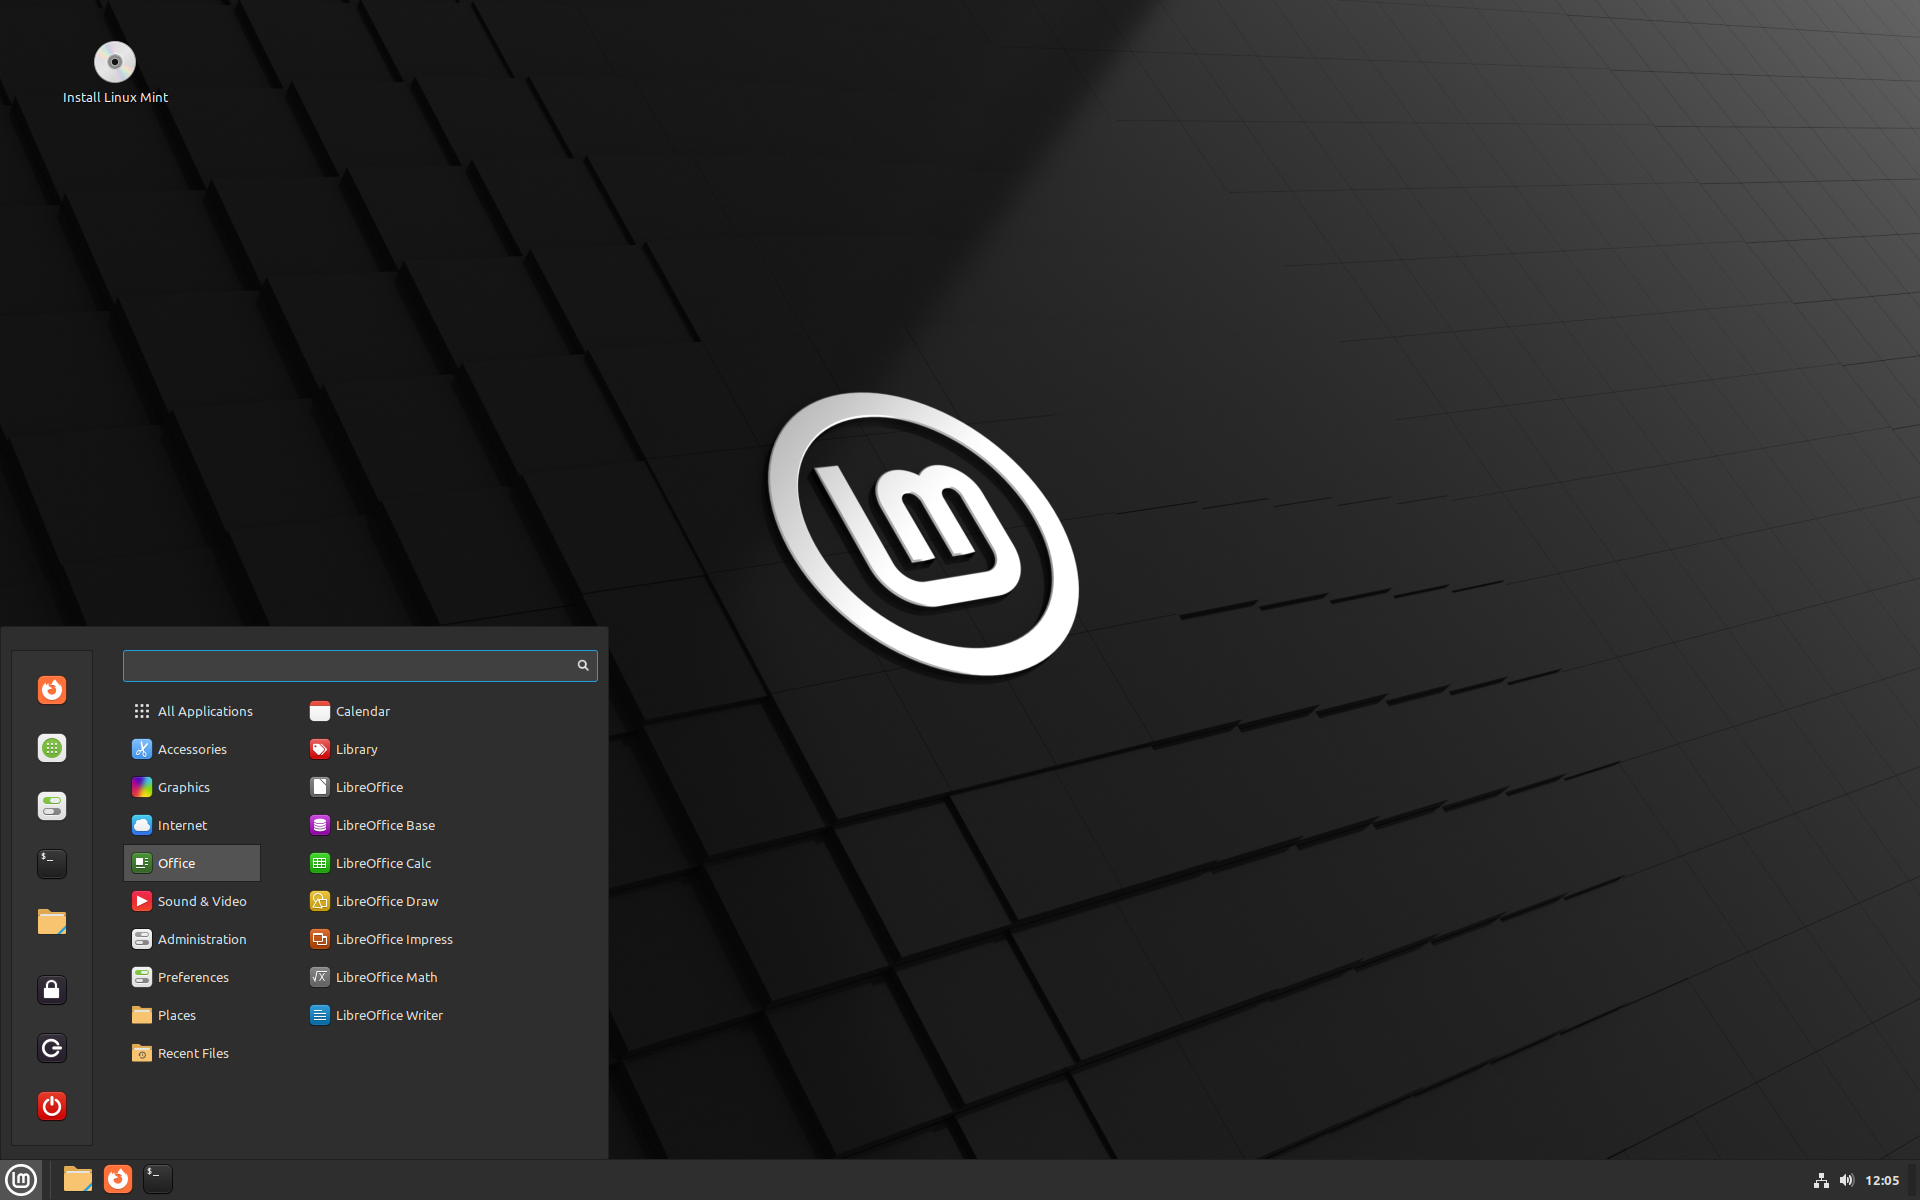 Install Linux Mint
All Applications
Accessories
Graphics
Internet
Office
Sound & Video
Administration
Preferences
Places
Recent Files
Calendar
Library
LibreOffice
LibreOffice Base
LibreOffice Calc
LibreOffice Draw
LibreOffice Impress
LibreOffice Math
LibreOffice Writer
12:05